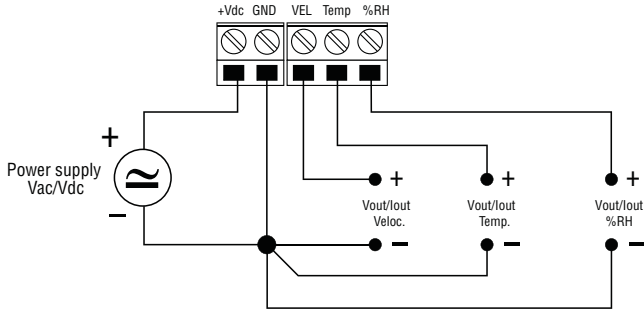 +Vdc GND VEL Temp %RH
+
Power supply
Vac/Vdc
≃
−
+
Vout/Iout
Veloc.
−
+
Vout/Iout
Temp.
−
+
Vout/Iout
%RH
−